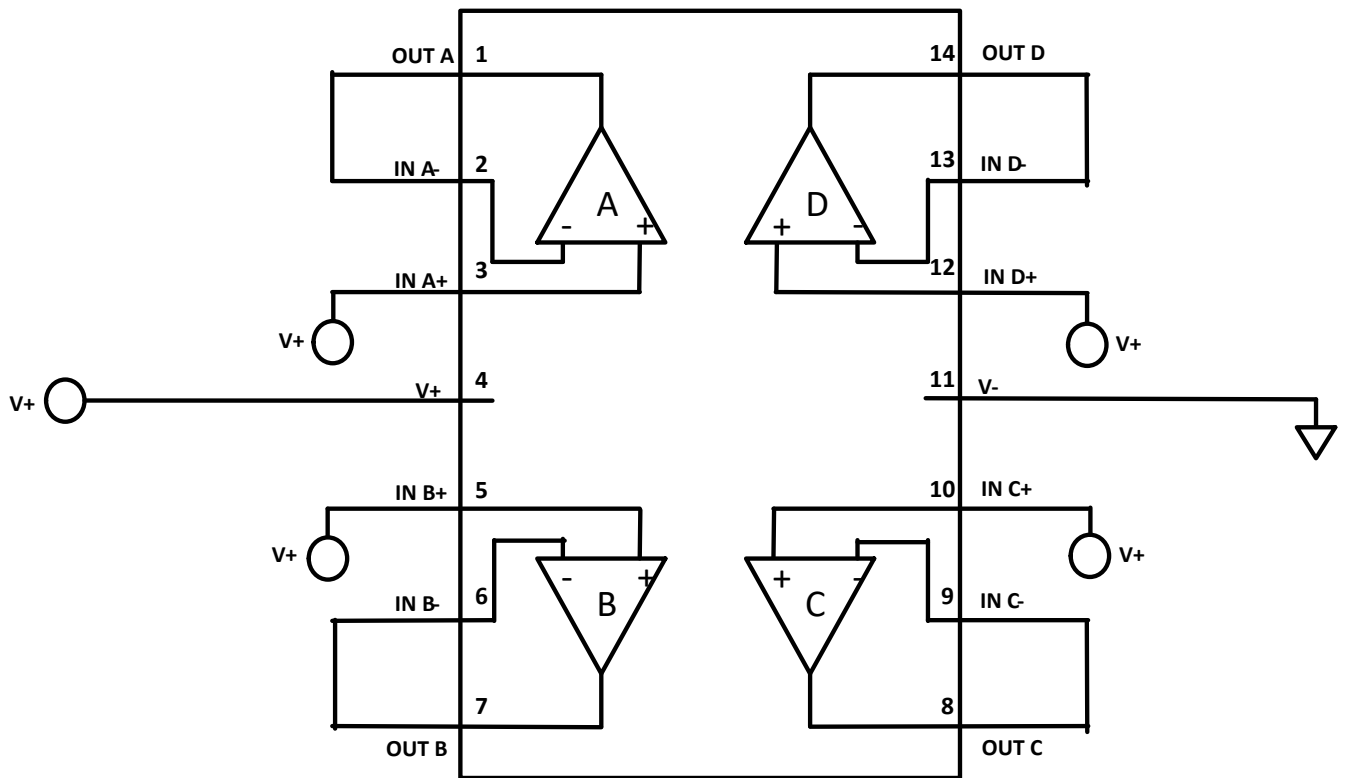 OUT A 1 14 OUT D
IN A- 2 13 IN D-
A D
- + + -
IN A+ 3 12 IN D+
V+ V+
V+ V+ 4 11 V-
IN B+ 5 10 IN C+
V+ V+
- + + -
IN B- 6 B C 9 IN C-
7 8
OUT B OUT C